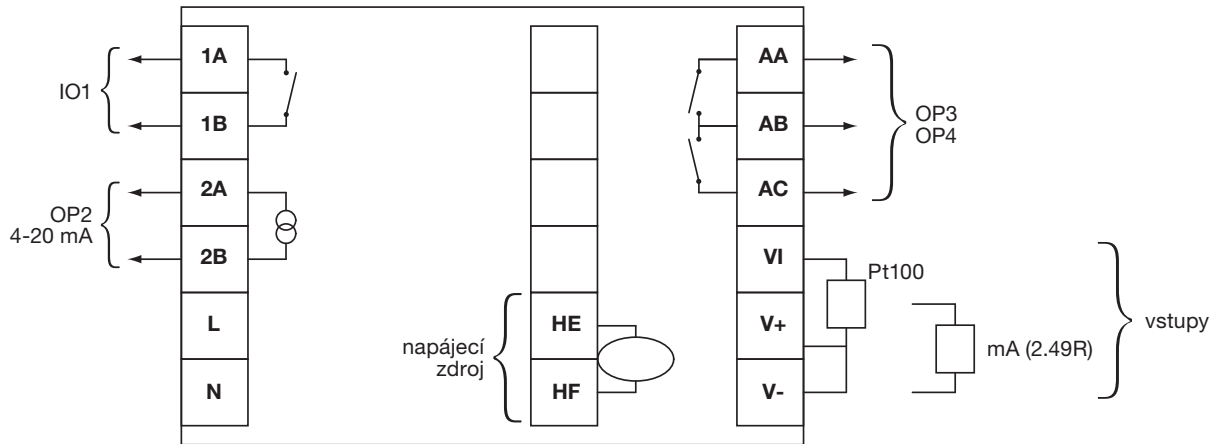 IO1
OP2
4-20 mA
1A
1B
2A
2B
L
N
napájecí
zdroj
HE
HF
AA
AB
AC
VI
V+
V-
OP3
OP4
Pt100
mA (2.49R)
vstupy